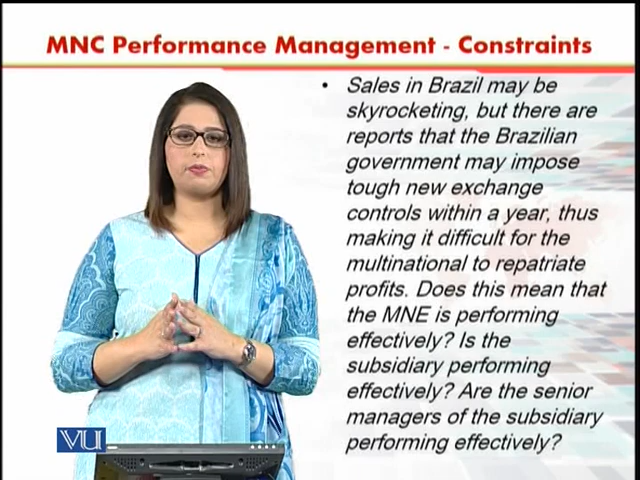 MNC Performance Management - Constraints
• Sales in Brazil may be
skyrocketing, but there are
reports that the Brazilian
government may impose
tough new exchange
controls within a year, thus
making it difficult for the
multinational to repatriate
profits. Does this mean that
the MNE is performing
effectively? Is the
subsidiary performing
effectively? Are the senior
managers of the subsidiary
performing effectively?
VU